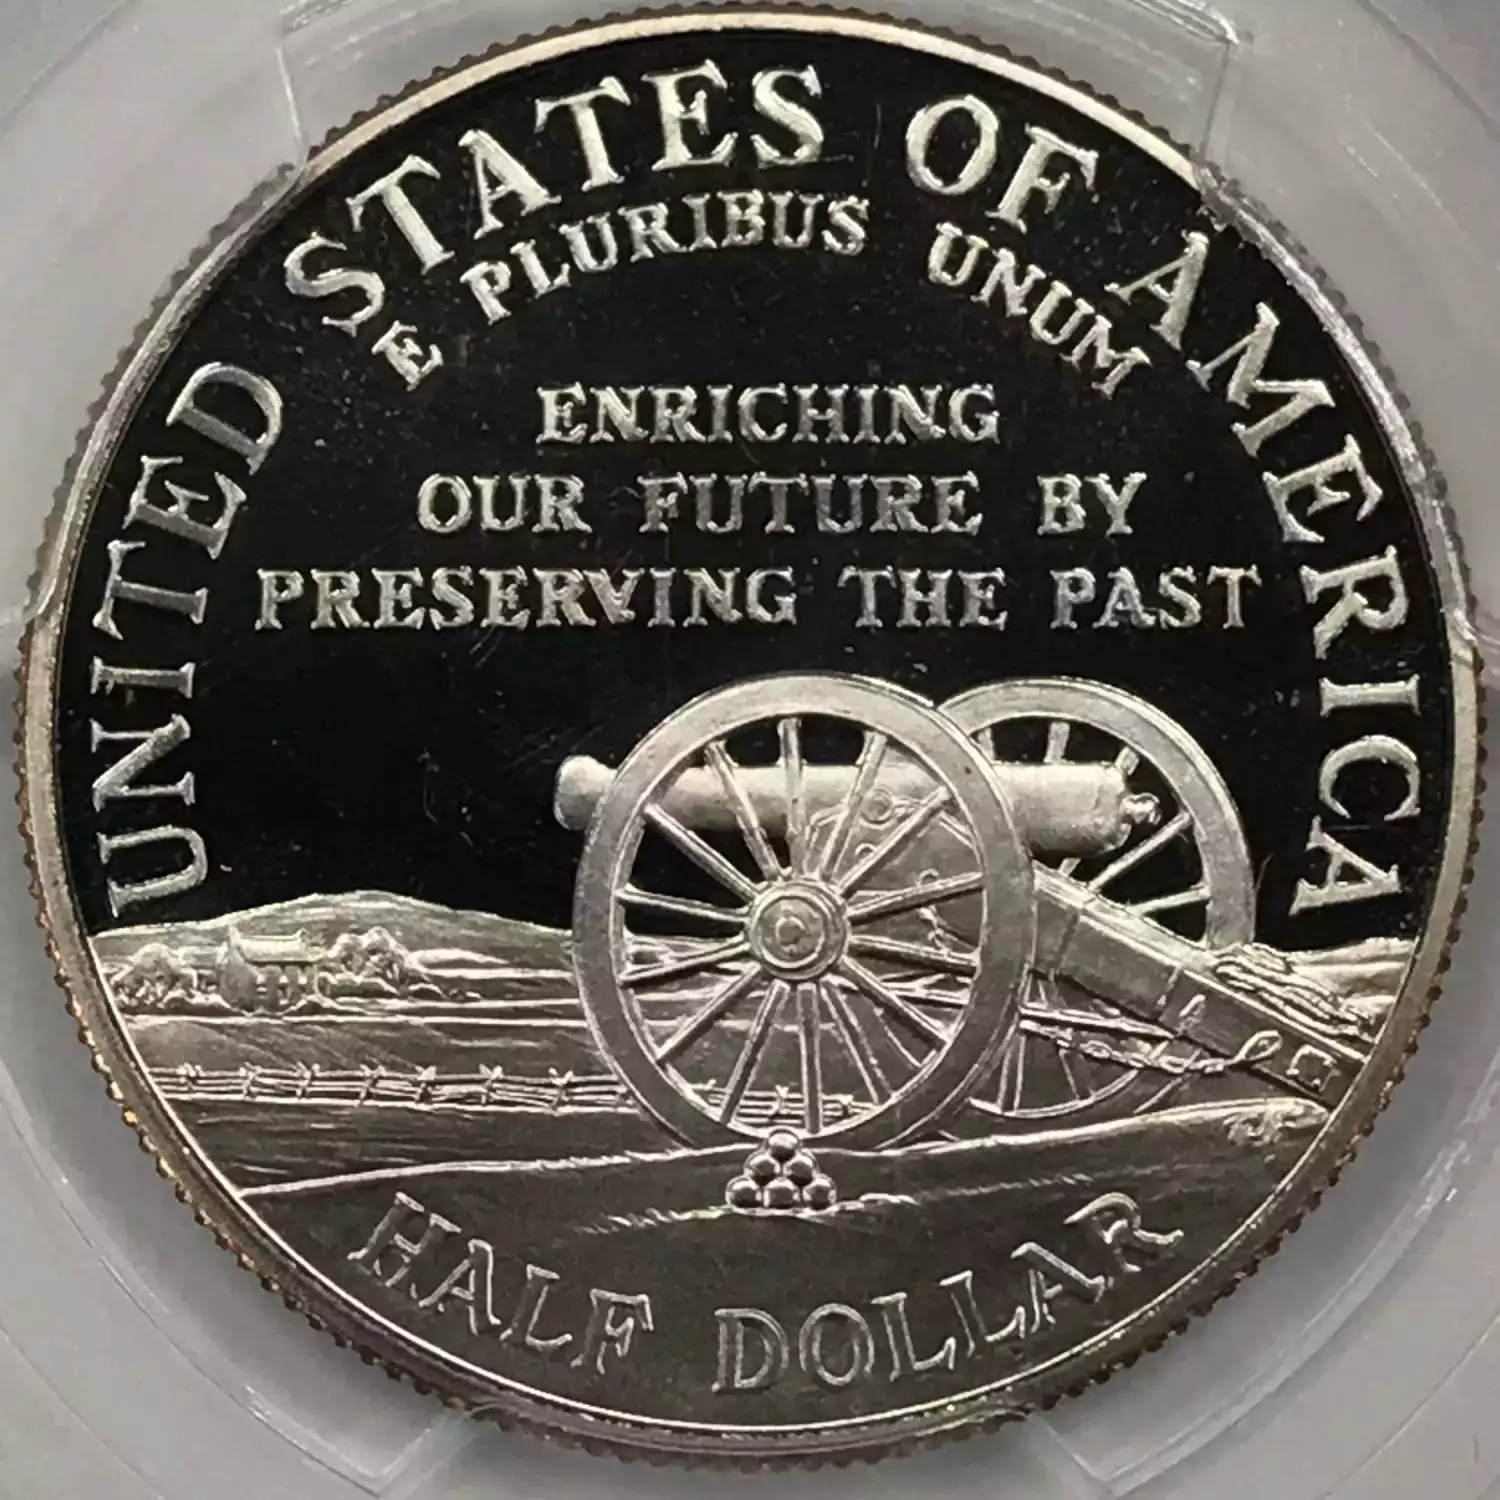 UNITED STATES OF AMERICA
E PLURIBUS UNUM
ENRICHING
OUR FUTURE BY
PRESERVING THE PAST
HALF DOLLAR